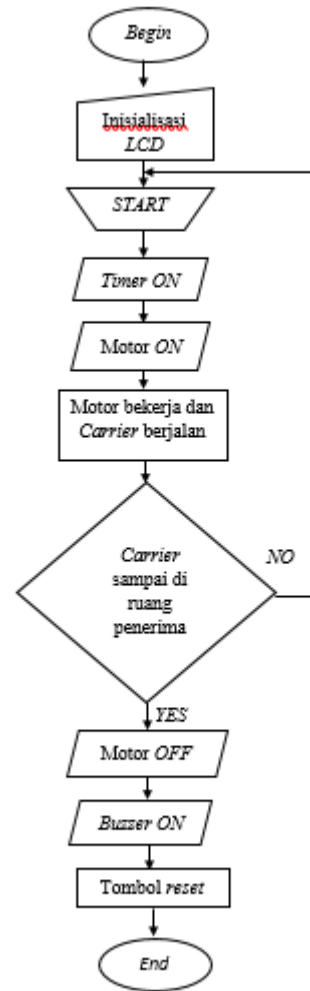 Begin
Inisialisasi
LCD
START
Timer ON
Motor ON
Motor bekerja dan
Carrier berjalan
Carrier
sampai di
ruang
penerima
NO
YES
Motor OFF
Buzzer ON
Tombol reset
End